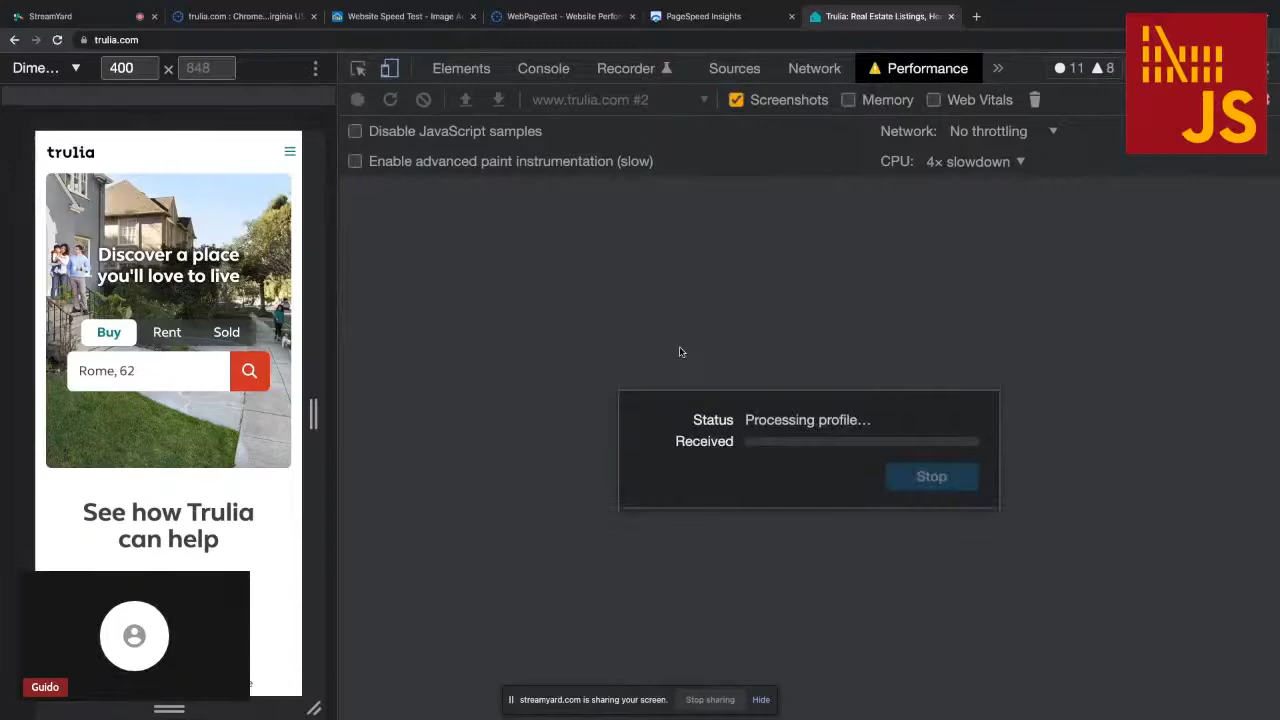 StreamYard
trulia.com : Chrome...irginia U
Website Speed Test - Image A
WebPageTest - Website Perfo
PageSpeed Insights
Trulia: Real Estate Listings, Ho
trulia.com
Dime...
400
848
Elements
Console
Recorder
Sources
Network
Performance
11
8
www.trulia.com #2
Screenshots
Memory
Web Vitals
Disable JavaScript samples
Network: No throttling
Enable advanced paint instrumentation (slow)
CPU: 4× slowdown
JS
trulia
Discover a place
you'll love to live
Buy
Rent
Sold
Rome, 62
See how Trulia
can help
Status Processing profile...
Received
Stop
Guido
streamyard.com is sharing your screen.
Stop sharing
Hide